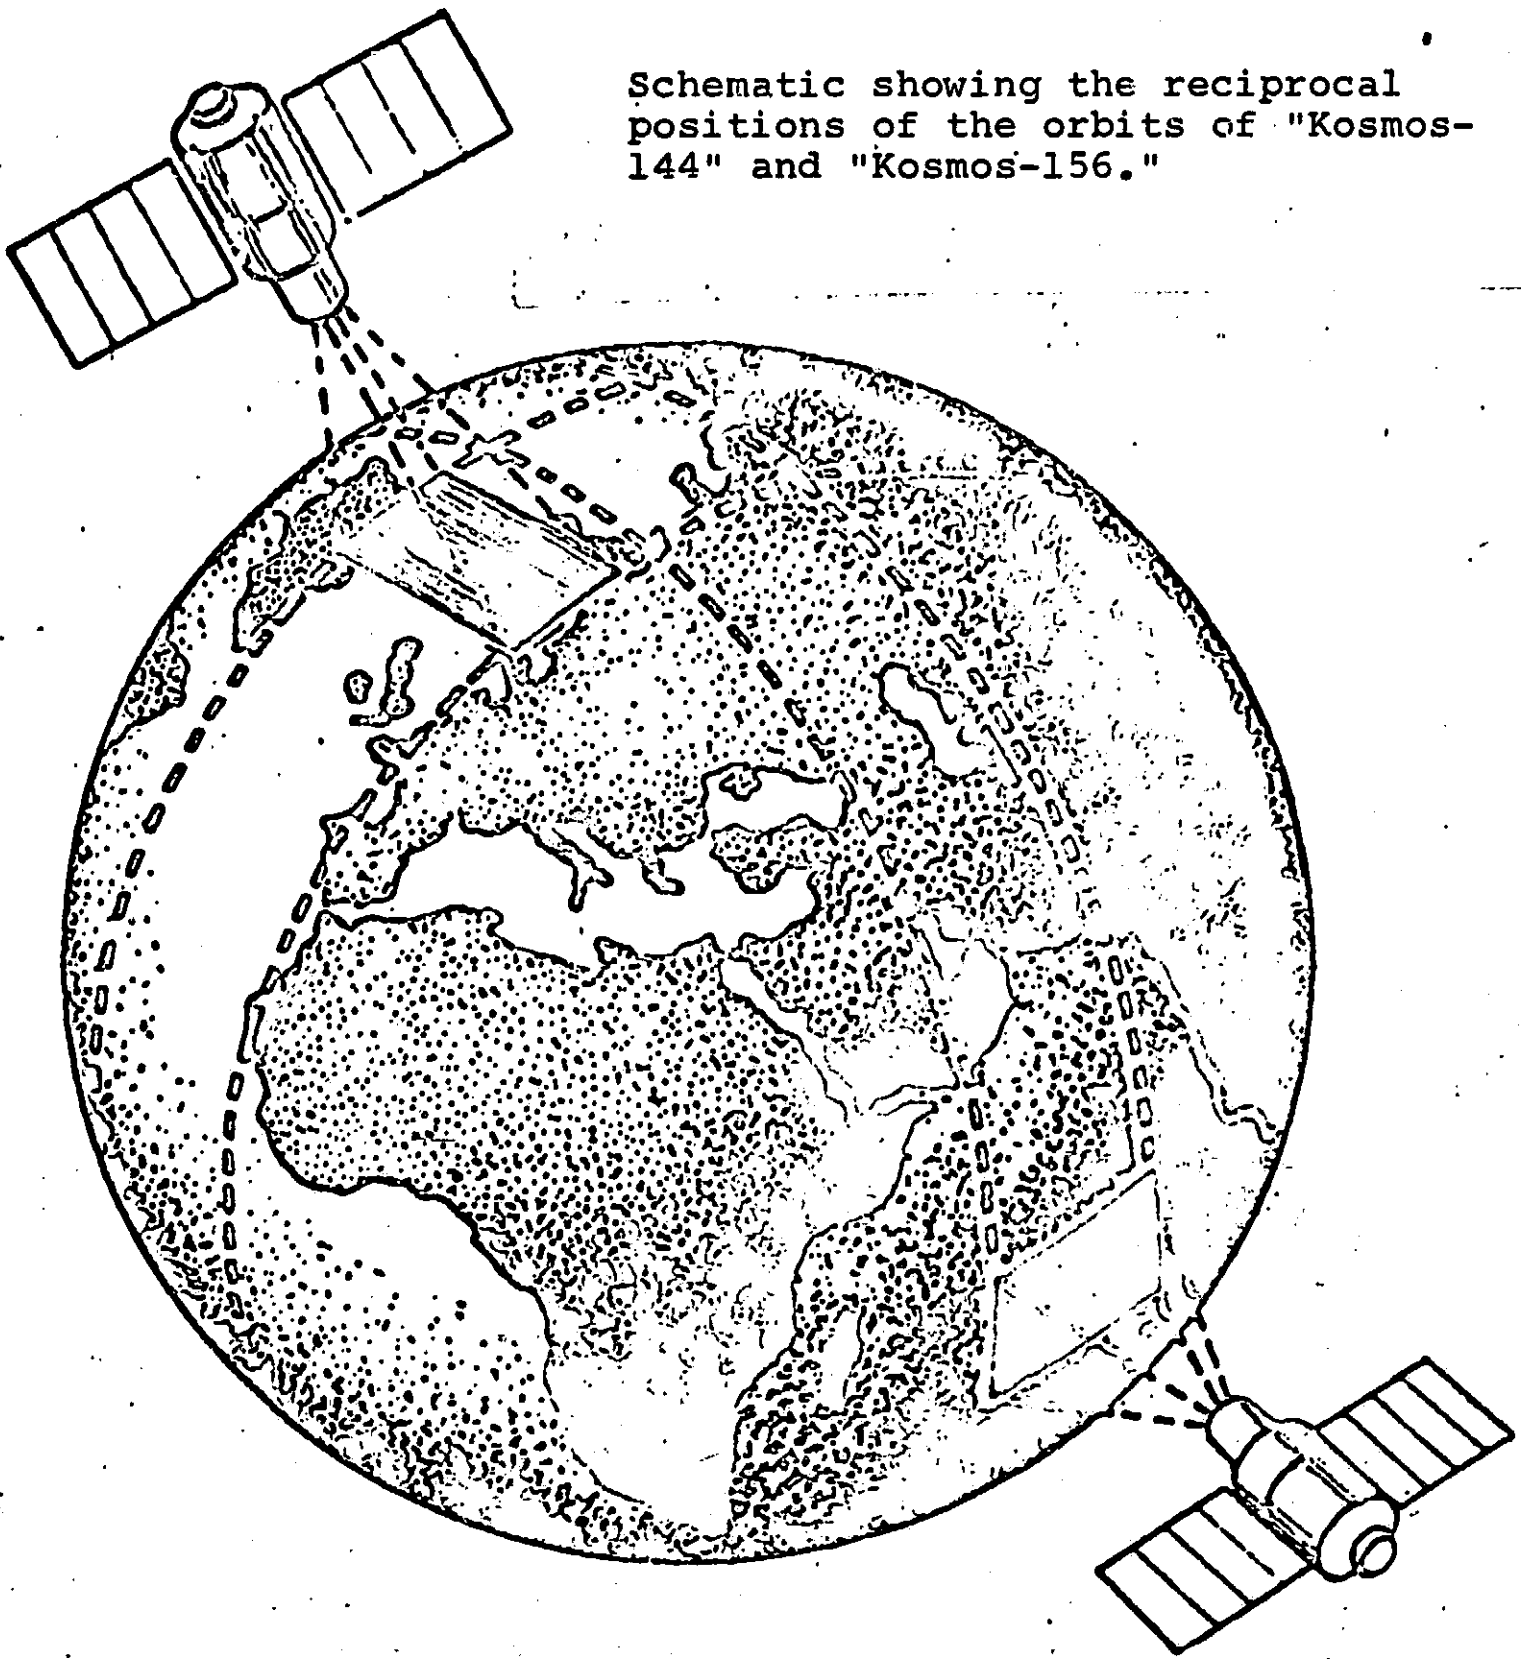 Schematic showing the reciprocal
positions of the orbits of "Kosmos-
144" and "Kosmos-156."